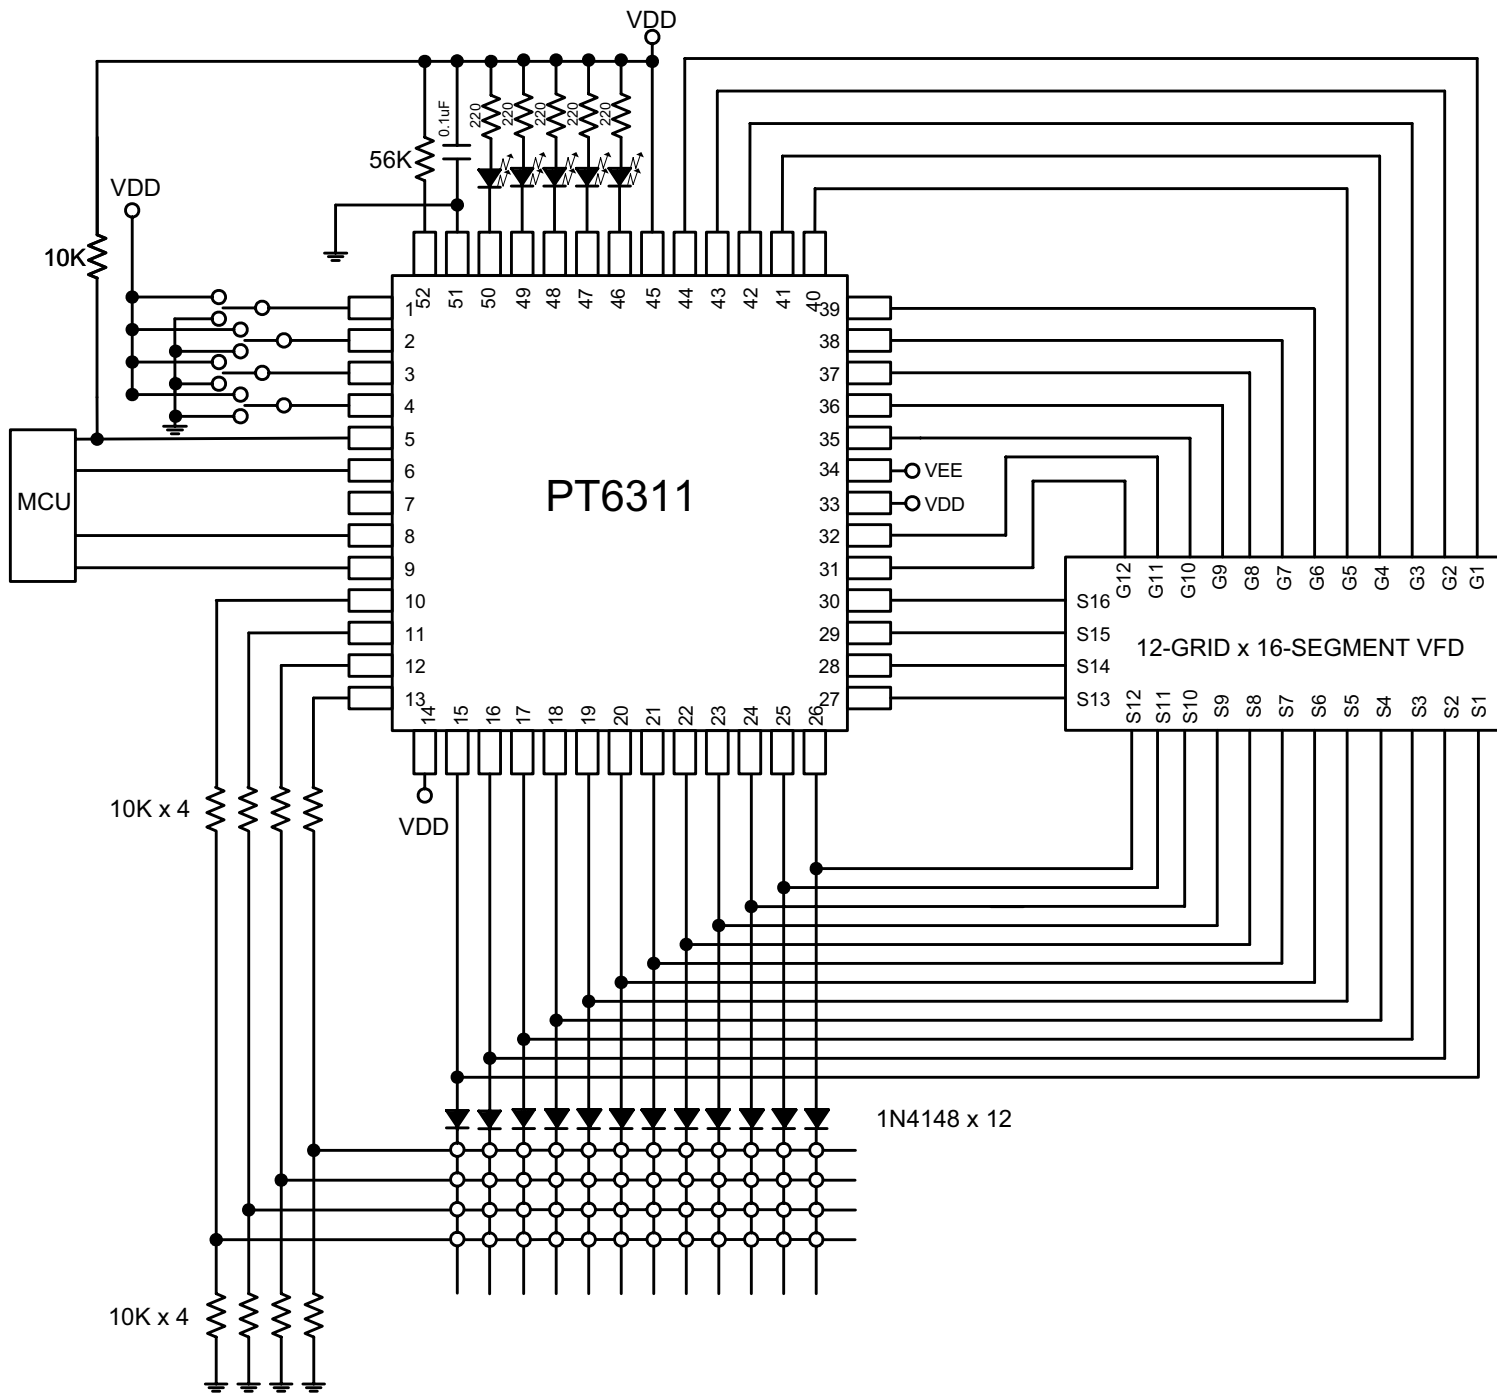 VDD
0.1uF
220
220
220
220
220
56K
VDD
10K
52
51
50
49
48
47
46
45
44
43
42
41
40
1
39
2
38
3
37
4
36
5
35
6
34
VEE
MCU
7
PT6311
33
VDD
8
32
9
31
10
30
11
29
12
28
13
27
G12
G11
G10
G9
G8
G7
G6
G5
G4
G3
G2
G1
S16
S15
12-GRID x 16-SEGMENT VFD
S14
S13
S12
S11
S10
S9
S8
S7
S6
S5
S4
S3
S2
S1
14
15
16
17
18
19
20
21
22
23
24
25
26
10K x 4
VDD
1N4148 x 12
10K x 4